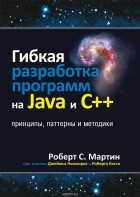 Гибкая
разработка
программ
на Java и C++
принципы, паттерны и методики
Роберт С. Мартин
при участии Джеймса Ньюкирка и Роберта Косса